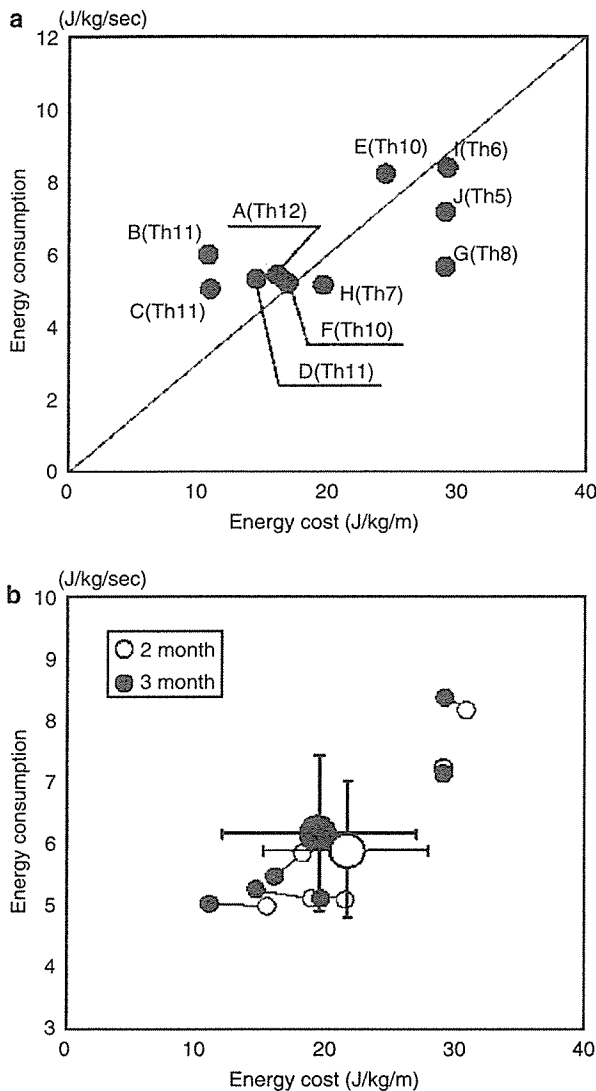 a (J/kg/sec)
12
10
8
6
4
2
0
Energy consumption
E(Th10)
I(Th6)
A(Th12)
J(Th5)
B(Th11)
G(Th8)
C(Th11)
H(Th7)
F(Th10)
D(Th11)
0 10 20 30 40
Energy cost (J/kg/m)
b (J/kg/sec)
10
9
8
7
6
5
4
3
Energy consumption
2 month
3 month
0 10 20 30 40
Energy cost (J/kg/m)